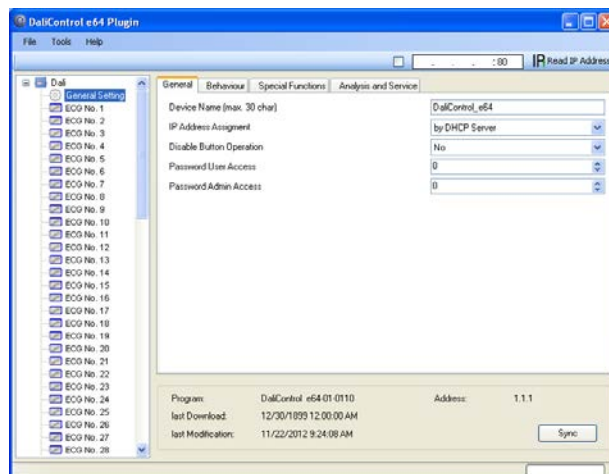 DaliControl e64 Plugin
File Tools Help
. . . :80 IP Read IP Address
Dali
General Setting
ECG No. 1
ECG No. 2
ECG No. 3
ECG No. 4
ECG No. 5
ECG No. 6
ECG No. 7
ECG No. 8
ECG No. 9
ECG No. 10
ECG No. 11
ECG No. 12
ECG No. 13
ECG No. 14
ECG No. 15
ECG No. 16
ECG No. 17
ECG No. 18
ECG No. 19
ECG No. 20
ECG No. 21
ECG No. 22
ECG No. 23
ECG No. 24
ECG No. 25
ECG No. 26
ECG No. 27
ECG No. 28
General Behaviour Special Functions Analysis and Service
Device Name (max. 30 char) DaliControl_e64
IP Address Assigment by DHCP Server
Disable Button Operation No
Password User Access 0
Password Admin Access 0
Program: DaliControl e64-01-0110 Address: 1.1.1
last Download: 12/30/1899 12:00:00 AM
last Modification: 11/22/2012 9:24:08 AM
Sync